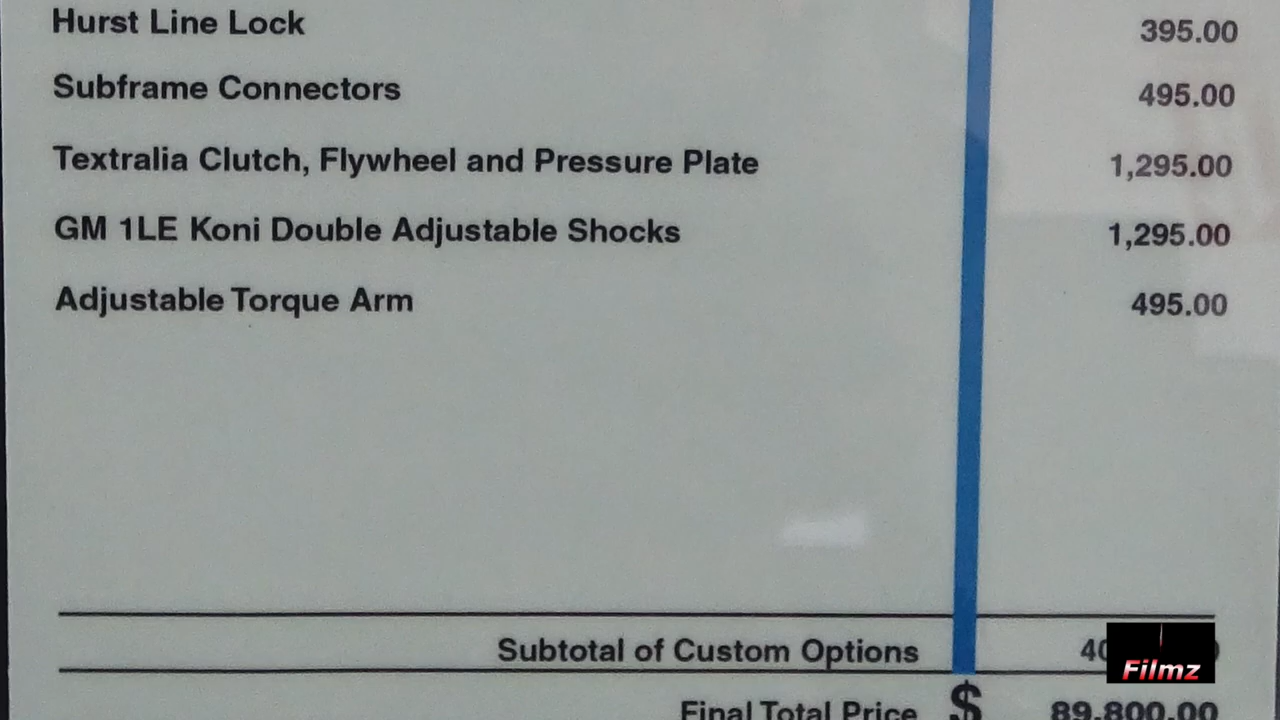 Hurst Line Lock 395.00
Subframe Connectors 495.00
Textralia Clutch, Flywheel and Pressure Plate 1,295.00
GM 1LE Koni Double Adjustable Shocks 1,295.00
Adjustable Torque Arm 495.00
Subtotal of Custom Options
Filmz
Final Total Price $ 89,800.00